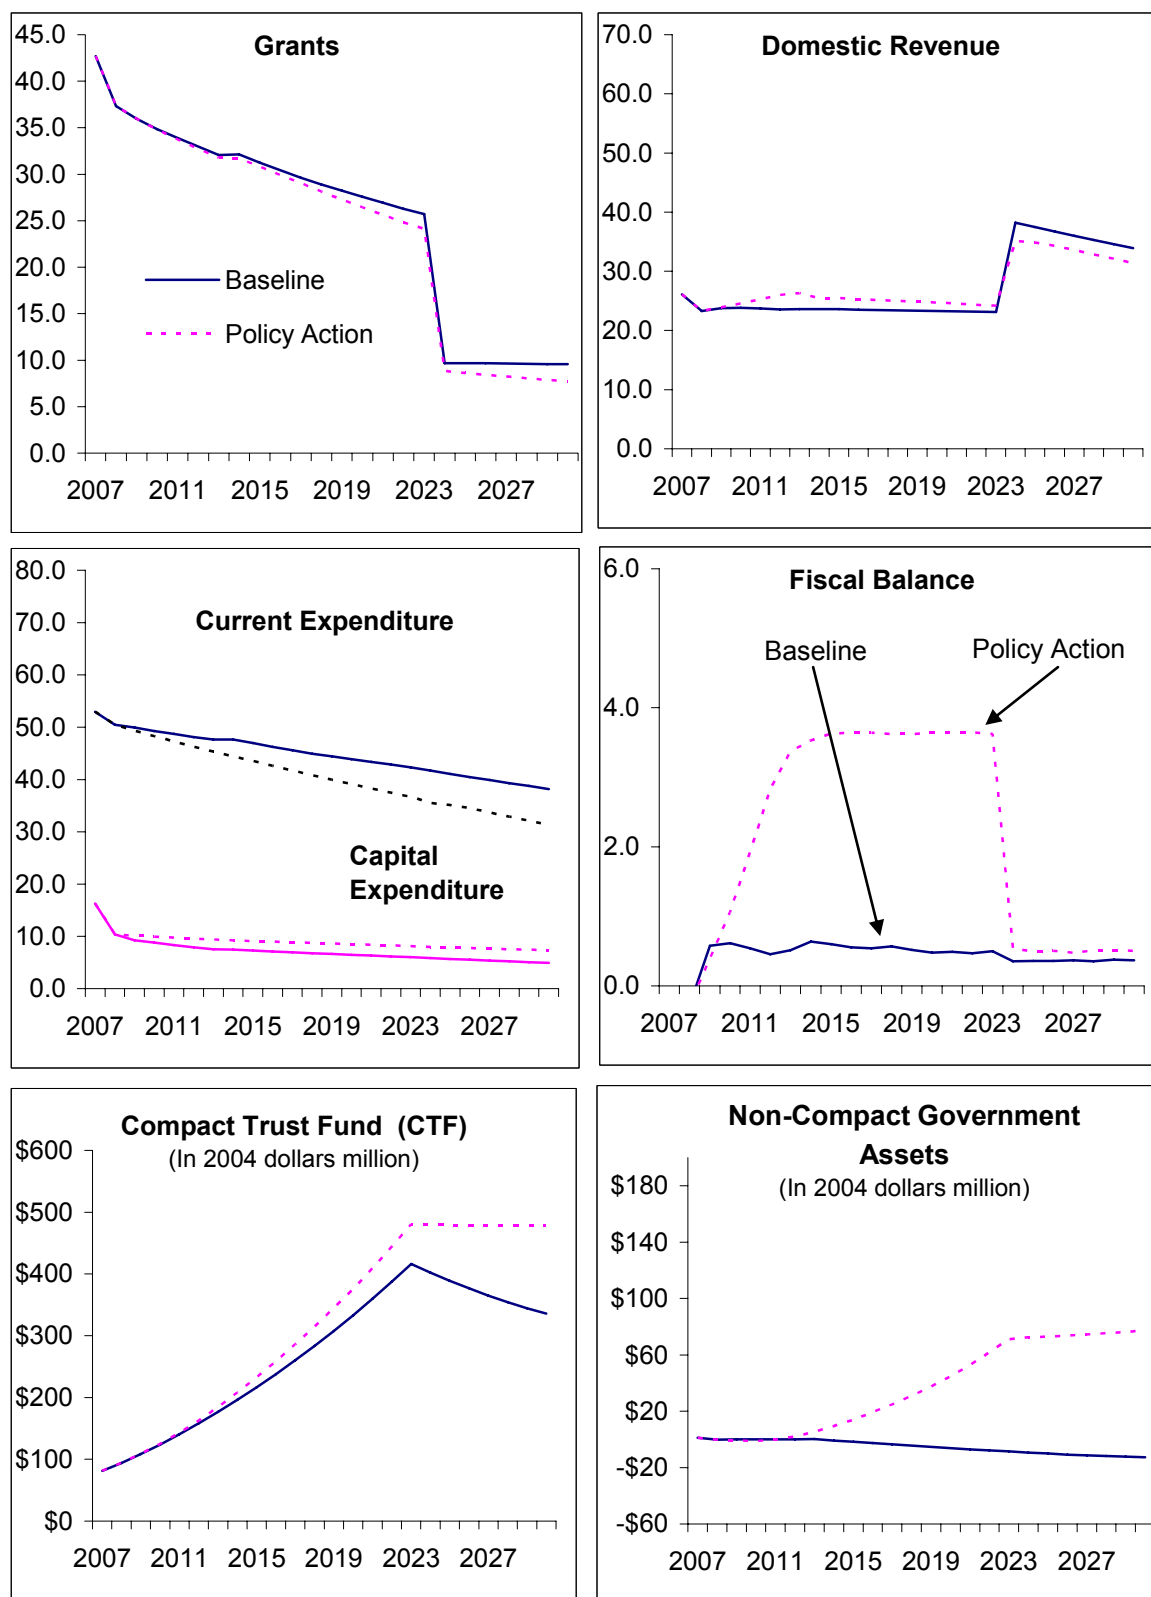 Grants
45.0
40.0
35.0
30.0
25.0
20.0
15.0
10.0
5.0
0.0
Baseline
Policy Action
2007 2011 2015 2019 2023 2027
Domestic Revenue
70.0
60.0
50.0
40.0
30.0
20.0
10.0
0.0
2007 2011 2015 2019 2023 2027
80.0
70.0
60.0
50.0
40.0
30.0
20.0
10.0
0.0
Current Expenditure
Capital
Expenditure
2007 2011 2015 2019 2023 2027
6.0
4.0
2.0
0.0
Fiscal Balance
Baseline
Policy Action
2007 2011 2015 2019 2023 2027
Compact Trust Fund (CTF)
(In 2004 dollars million)
$600
$500
$400
$300
$200
$100
$0
2007 2011 2015 2019 2023 2027
Non-Compact Government
Assets
(In 2004 dollars million)
$180
$140
$100
$60
$20
-$20
-$60
2007 2011 2015 2019 2023 2027